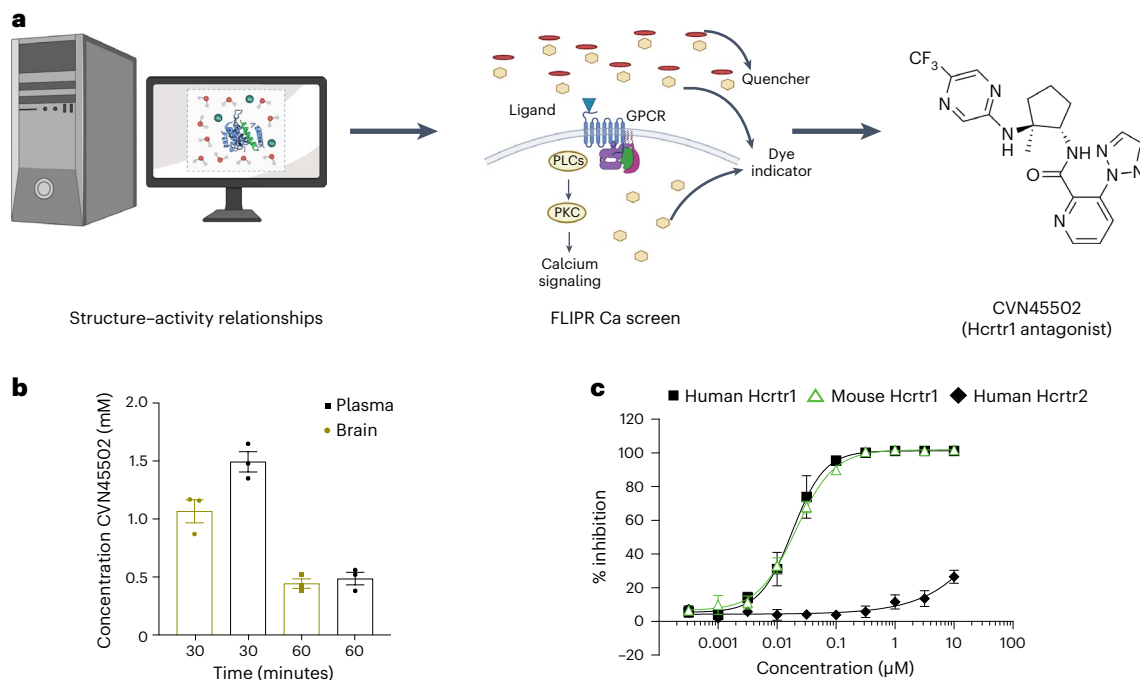 a
Ligand
GPCR
PLCs
PKC
Calcium
signaling
Quencher
Dye
indicator
CF3
N
N
N
H
NH
O
N
N
N
N
Structure–activity relationships
FLIPR Ca screen
CVN45502
(Hcrtr1 antagonist)
b
Concentration CVN45502 (mM)
2.0
1.5
1.0
0.5
0
Plasma
Brain
30
30
60
60
Time (minutes)
c
Human Hcrtr1
Mouse Hcrtr1
Human Hcrtr2
% inhibition
120
100
80
60
40
20
0
–20
0.001
0.01
0.1
1
10
100
Concentration (µM)